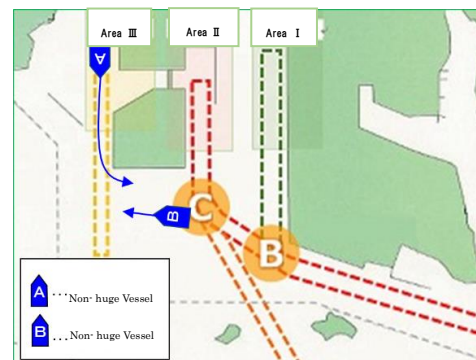 Area Ⅲ
Area Ⅱ
Area Ⅰ
A
B
C
B
A ･･･Non- huge Vessel
B ･･･Non- huge Vessel